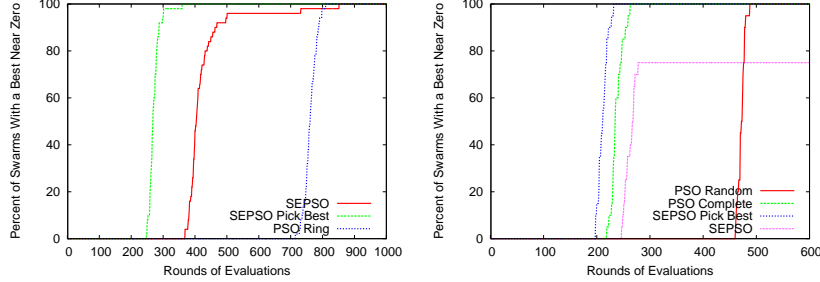 Percent of Swarms With a Best Near Zero
100
80
60
40
20
0
0 100 200 300 400 500 600 700 800 900 1000
Rounds of Evaluations
SEPSO
SEPSO Pick Best
PSO Ring
Percent of Swarms With a Best Near Zero
100
80
60
40
20
0
0 100 200 300 400 500 600
Rounds of Evaluations
PSO Random
PSO Complete
SEPSO Pick Best
SEPSO